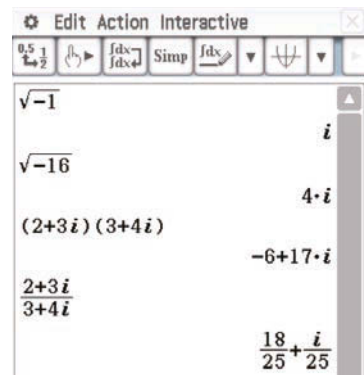 Edit Action Interactive
0.5 1/2 ∫dx ∫dx Simp ∫dx
√−1
i
√−16
4·i
(2+3i)(3+4i)
−6+17·i
2+3i
3+4i
18/25+i/25